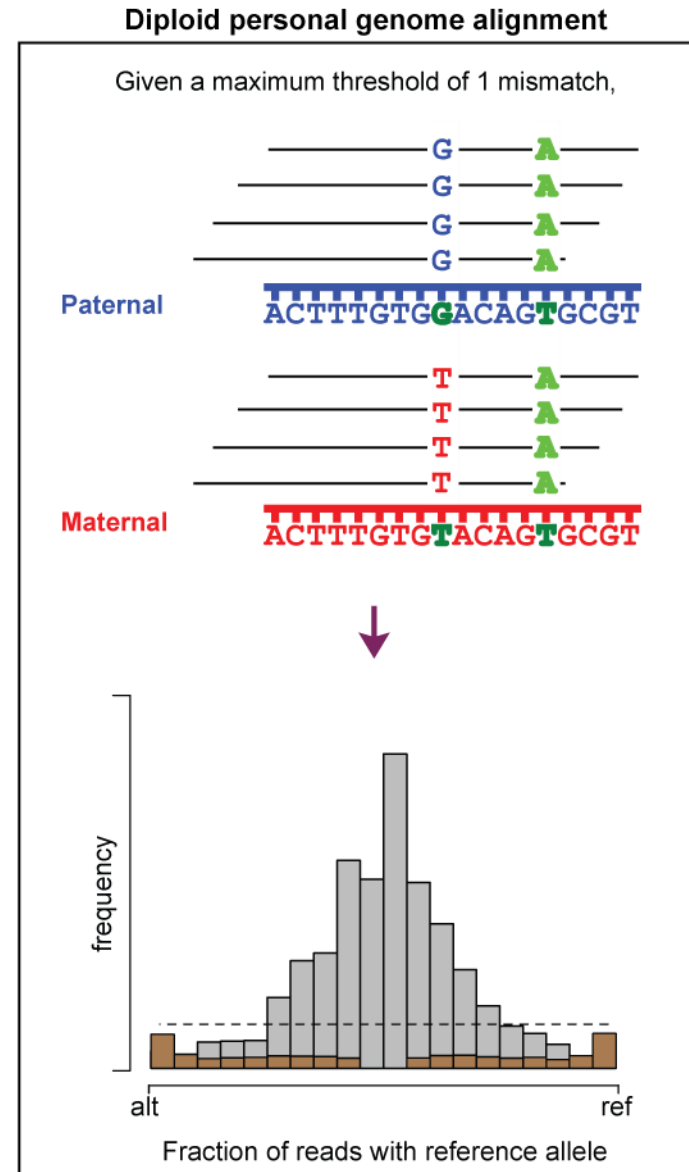 Diploid personal genome alignment
Given a maximum threshold of 1 mismatch,
G A
G A
G A
G A
Paternal ACTTTGTGGACAGTGCGT
T A
T A
T A
T A
Maternal ACTTTGTGTACAGTGCGT
frequency
alt ref
Fraction of reads with reference allele